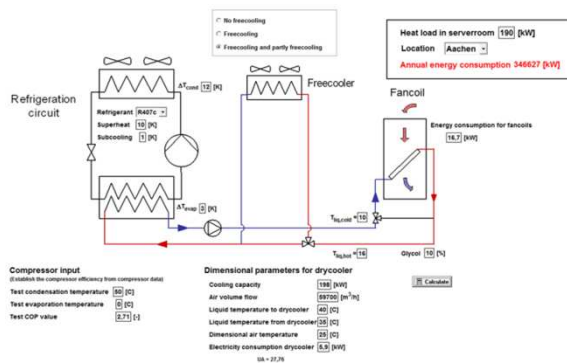 No freecooling
Freecooling
Freecooling and partly freecooling
Heat load in serverroom 190 [kW]
Location Aachen
Annual energy consumption 346627 [kW]
Refrigeration
circuit
ΔTcond 12 [K]
Refrigerant R407c
Superheat 10 [K]
Subcooling 1 [K]
ΔTevap 3 [K]
Freecooler
Fancoil
Energy consumption for fancoils
16,7 [kW]
Tliq,cold = 10
Tliq,hot = 16
Glycol 10 [%]
Compressor input
(Establish the compressor efficiency from compressor data)
Test condensation temperature 50 [C]
Test evaporation temperature 0 [C]
Test COP value 2,71 [-]
Dimensional parameters for drycooler
Cooling capacity 198 [kW]
Air volume flow 59700 [m³/h]
Liquid temperature to drycooler 40 [C]
Liquid temperature from drycooler 35 [C]
Dimensional air temperature 25 [C]
Electricity consumption drycooler 5,9 [kW]
UA = 27,75
Calculate